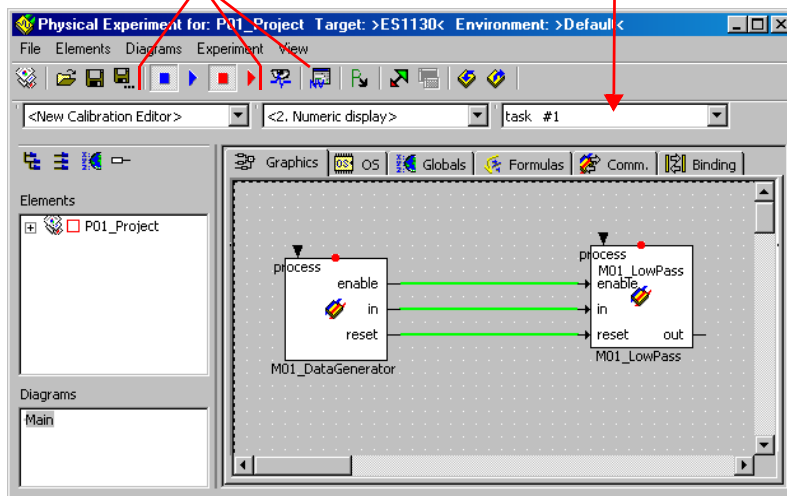 Physical Experiment for: P01_Project Target: >ES1130< Environment: >Default<
File Elements Diagrams Experiment View
<New Calibration Editor> <2. Numeric display> task #1
Graphics OS Globals Formulas Comm. Binding
Elements
P01_Project
process
enable
in
reset
M01_DataGenerator
process
M01_LowPass
enable
in
reset out
M01_LowPass
Diagrams
Main